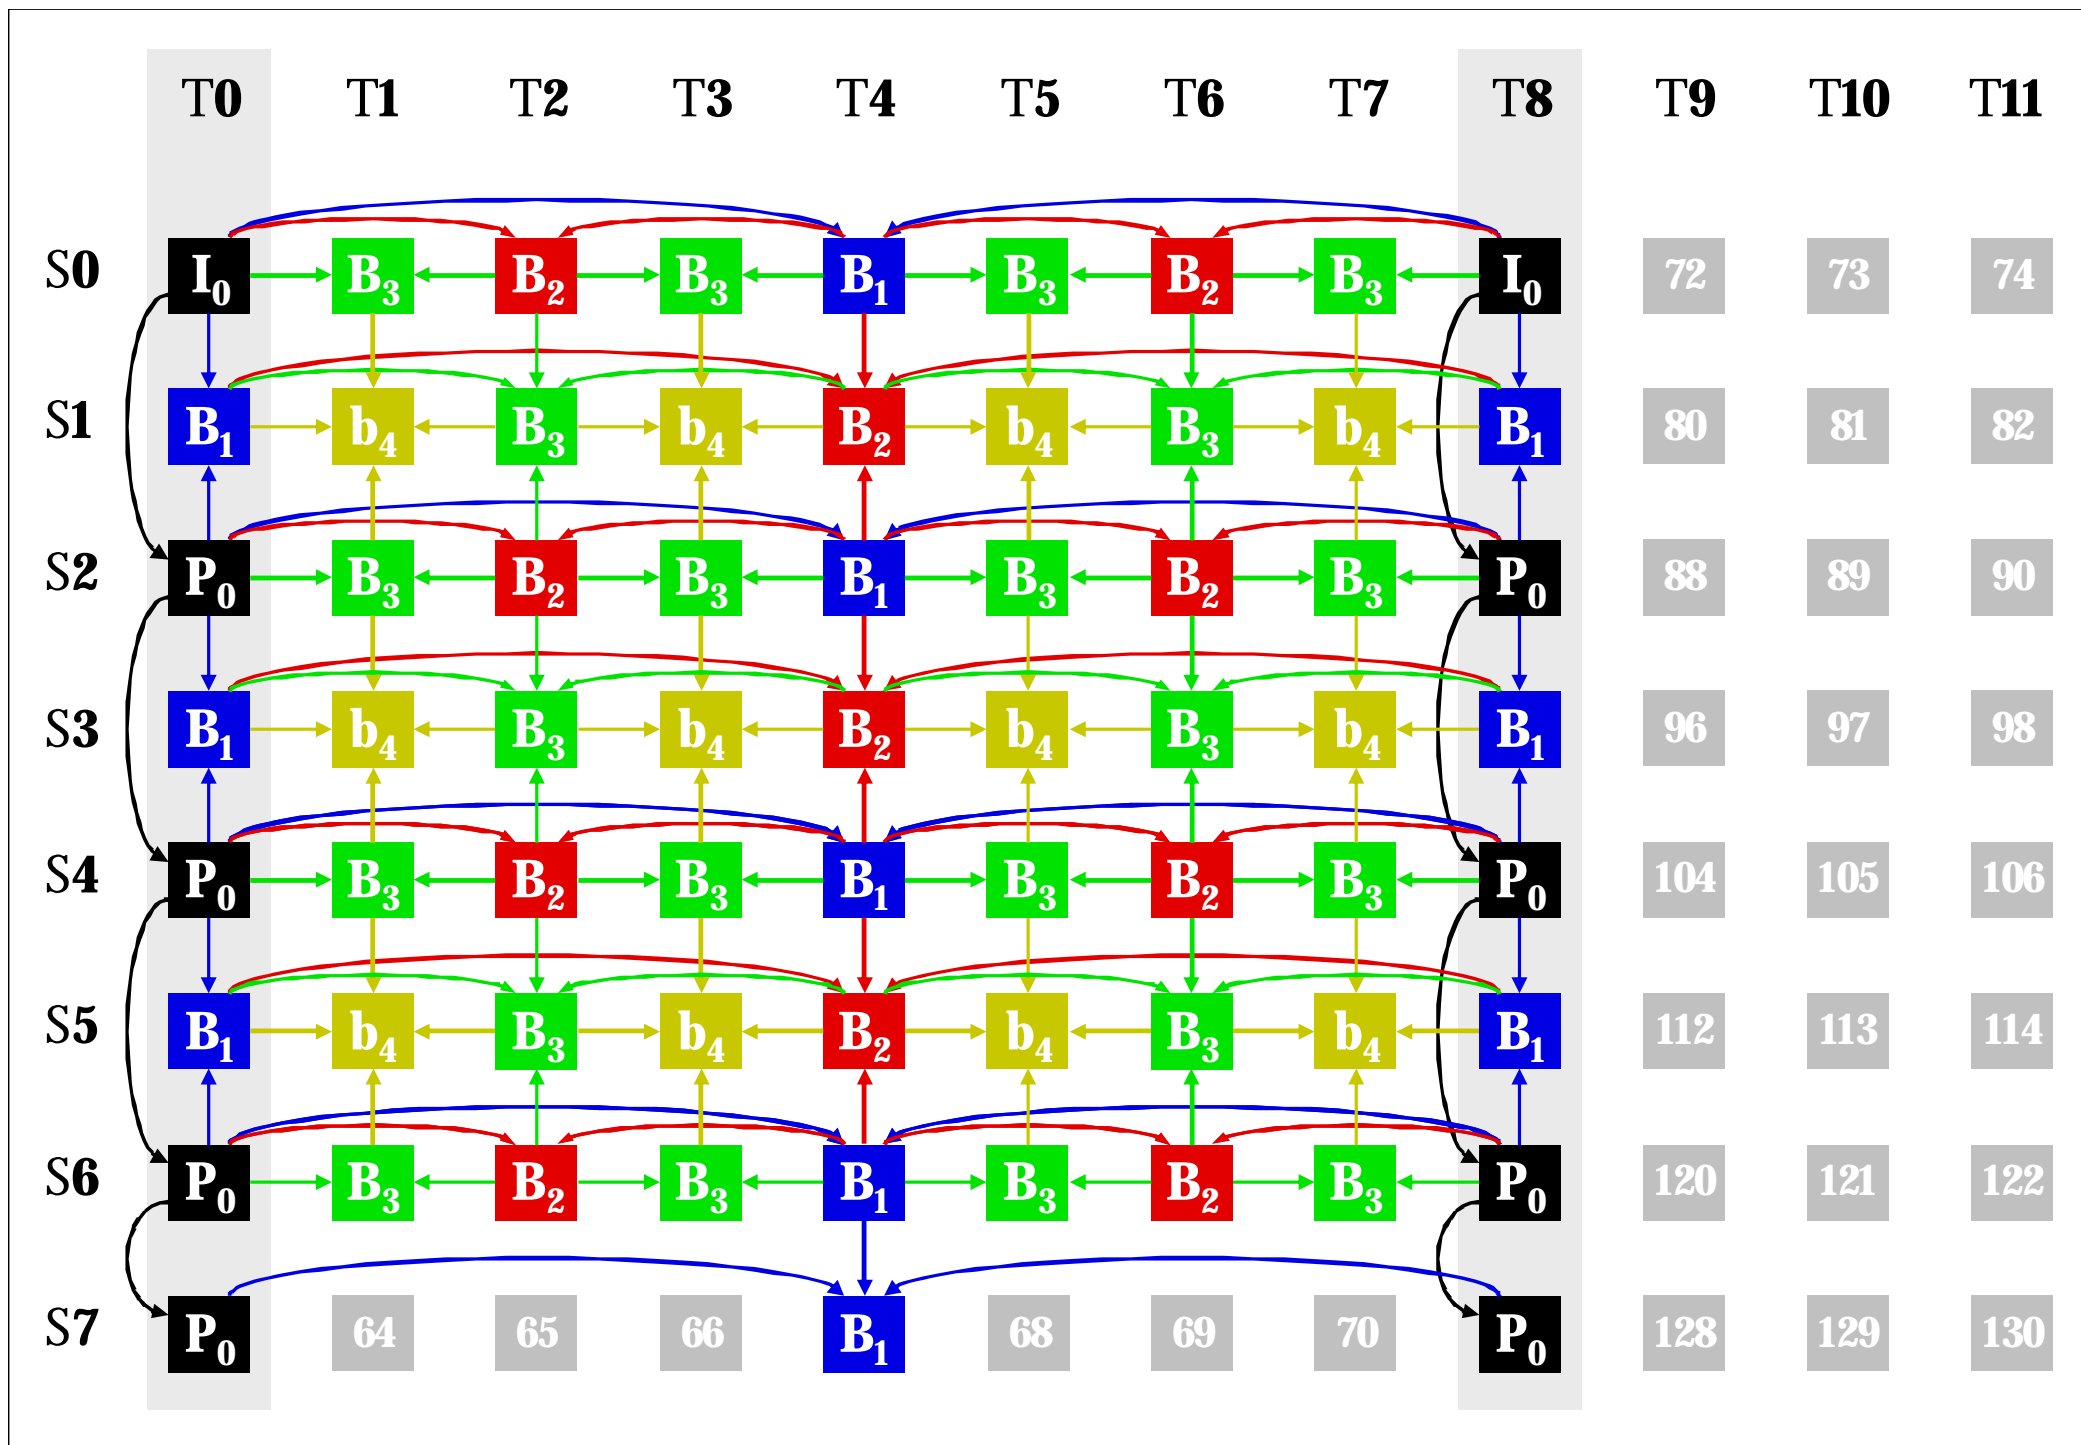 T0 T1 T2 T3 T4 T5 T6 T7 T8 T9 T10 T11
S0 I0 B3 B2 B3 B1 B3 B2 B3 I0 72 73 74
S1 B1 b4 B3 b4 B2 b4 B3 b4 B1 80 81 82
S2 P0 B3 B2 B3 B1 B3 B2 B3 P0 88 89 90
S3 B1 b4 B3 b4 B2 b4 B3 b4 B1 96 97 98
S4 P0 B3 B2 B3 B1 B3 B2 B3 P0 104 105 106
S5 B1 b4 B3 b4 B2 b4 B3 b4 B1 112 113 114
S6 P0 B3 B2 B3 B1 B3 B2 B3 P0 120 121 122
S7 P0 64 65 66 B1 68 69 70 P0 128 129 130